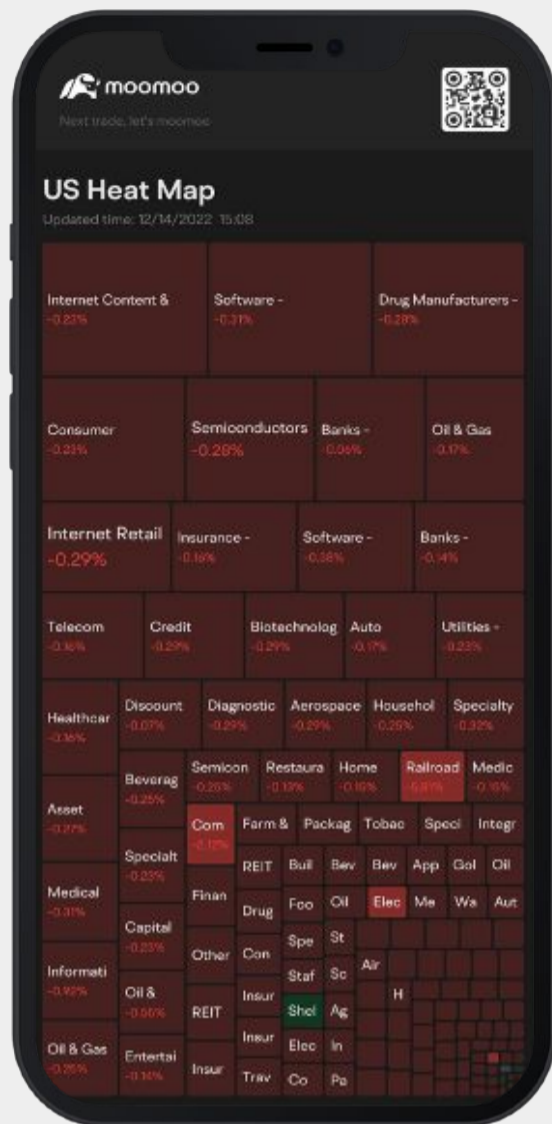 moomoo
Next trade, let's moomoo
US Heat Map
Updated time: 12/14/2022 15:08
Internet Content &
-0.23%
Software -
-0.31%
Drug Manufacturers -
-0.28%
Consumer
-0.23%
Semiconductors
-0.28%
Banks -
-0.06%
Oil & Gas
-0.17%
Internet Retail
-0.29%
Insurance -
-0.16%
Software -
-0.38%
Banks -
-0.14%
Telecom
-0.16%
Credit
-0.29%
Biotechnolog
-0.29%
Auto
-0.17%
Utilities -
-0.23%
Healthcar
-0.16%
Discount
-0.07%
Diagnostic
-0.29%
Aerospace
-0.29%
Househol
-0.25%
Specialty
-0.32%
Asset
-0.27%
Beverag
-0.25%
Semicon
-0.26%
Restaura
-0.13%
Home
Railroad
Medic
Com
-2.12%
Farm &
Packag
Tobac
Speci
Integr
Medical
-0.31%
Specialt
-0.23%
REIT
Buil
Bev
Bev
App
Gol
Oil
Finan
Drug
Foo
Oil
Elec
Me
Wa
Aut
Capital
-0.23%
Informati
-0.92%
Other
Con
Spe
St
Staf
Sc
Air
H
Oil &
REIT
Insur
Shel
Ag
Oil & Gas
-0.25%
Entertai
-0.14%
Insur
Insur
Elec
In
Trav
Co
Pa